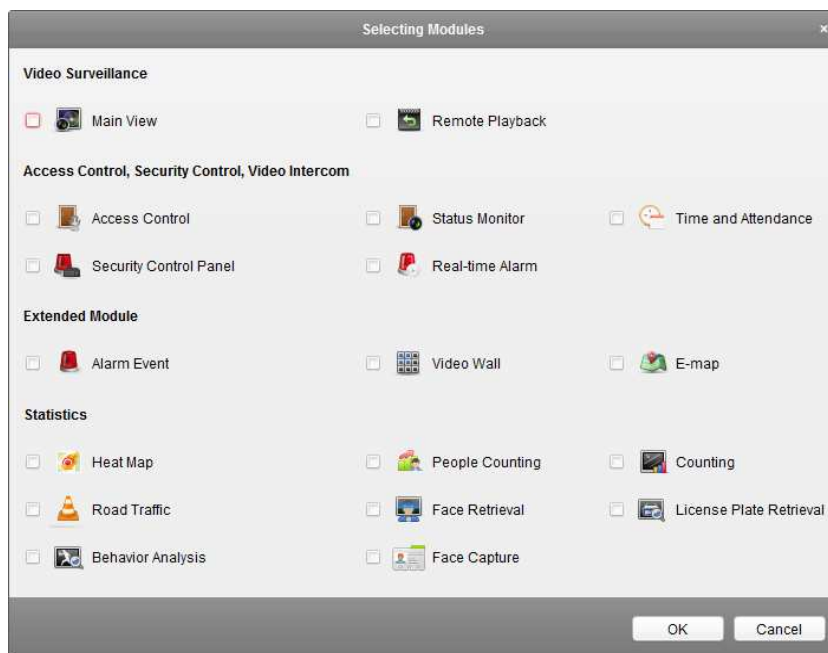 Selecting Modules ×
Video Surveillance
Main View Remote Playback
Access Control, Security Control, Video Intercom
Access Control Status Monitor Time and Attendance
Security Control Panel Real-time Alarm
Extended Module
Alarm Event Video Wall E-map
Statistics
Heat Map People Counting Counting
Road Traffic Face Retrieval License Plate Retrieval
Behavior Analysis Face Capture
OK Cancel